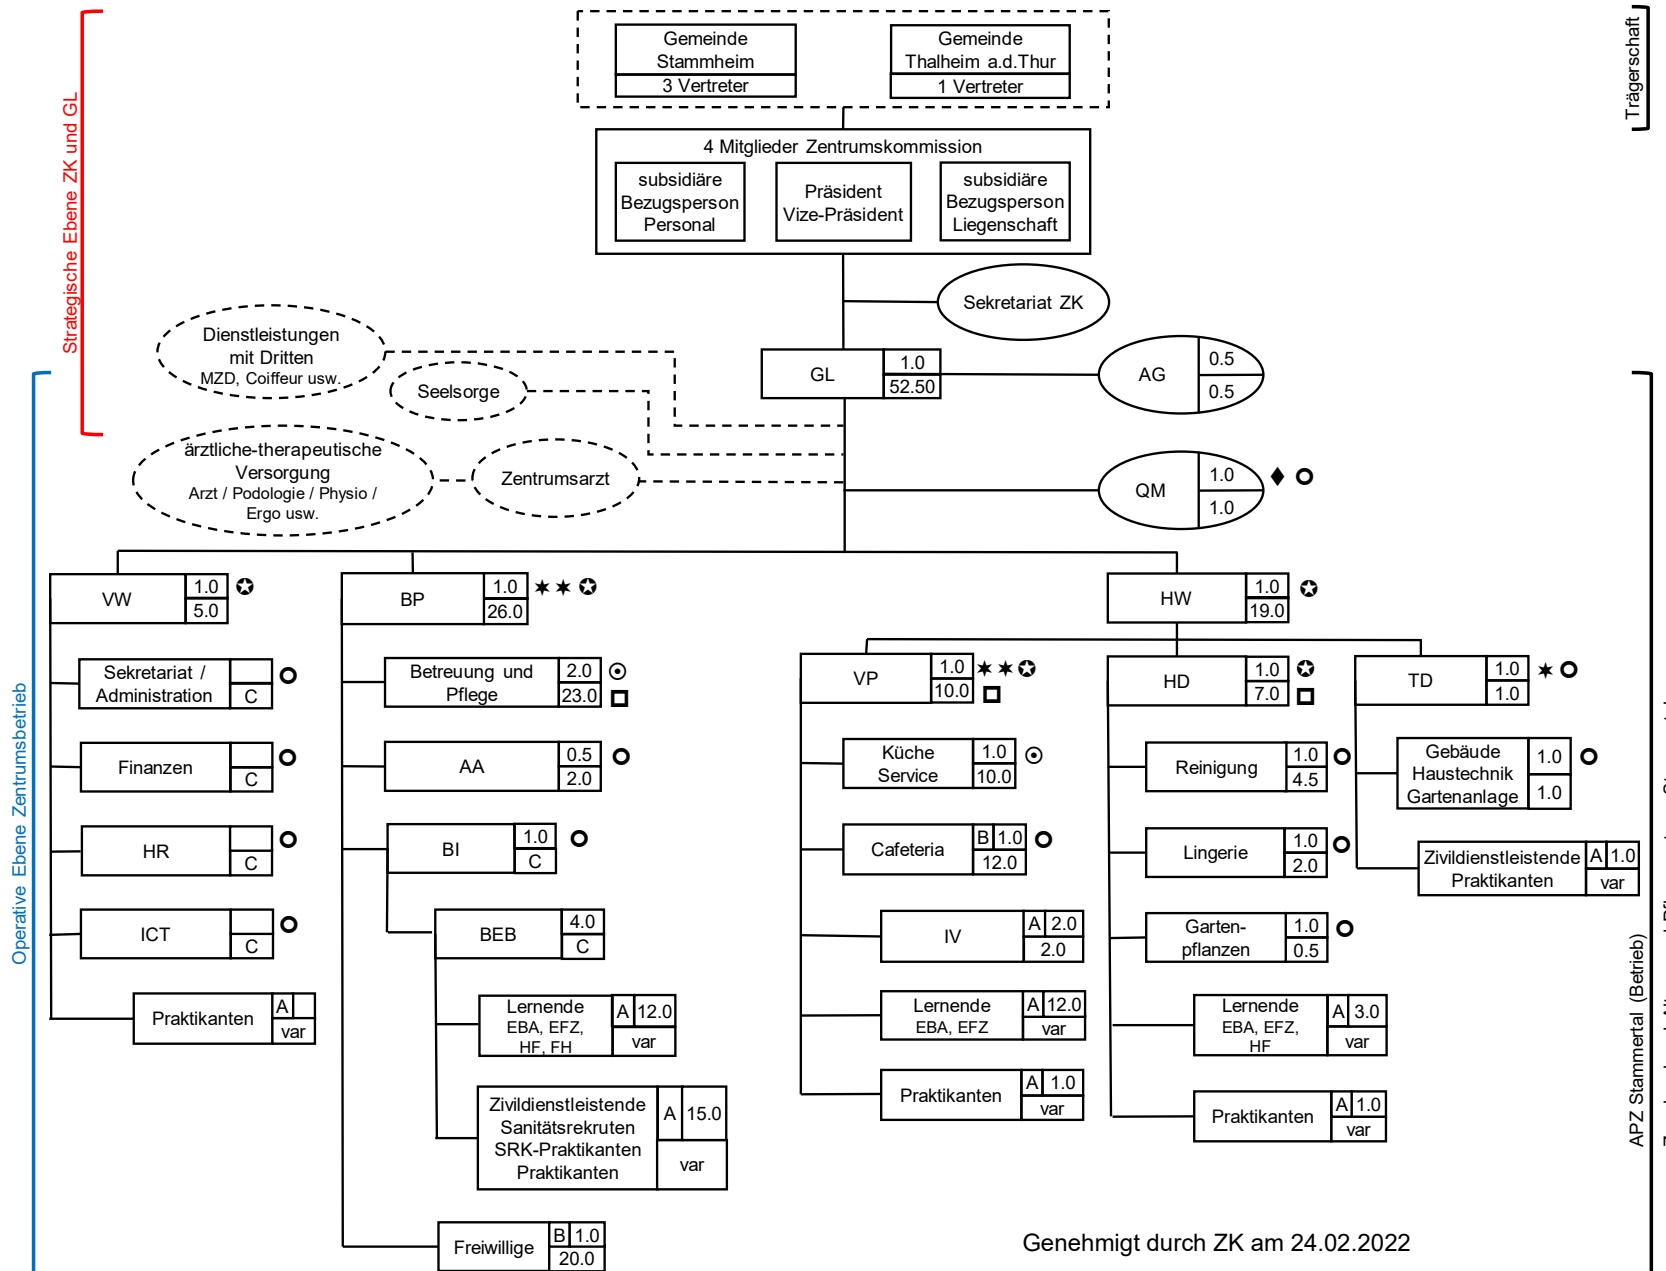 Strategische Ebene ZK und GL
Operative Ebene Zentrumsbetrieb
Trägerschaft
APZ Stammertal (Betrieb)
Gemeinde
Stammheim
3 Vertreter
Gemeinde
Thalheim a.d.Thur
1 Vertreter
4 Mitglieder Zentrumskommission
subsidiäre
Bezugsperson
Personal
Präsident
Vize-Präsident
subsidiäre
Bezugsperson
Liegenschaft
Sekretariat ZK
Dienstleistungen
mit Dritten
MZD, Coiffeur usw.
Seelsorge
GL
1.0
52.50
AG
0.5
0.5
ärztliche-therapeutische
Versorgung
Arzt / Podologie / Physio /
Ergo usw.
Zentrumsarzt
QM
1.0
1.0
VW
1.0
5.0
Sekretariat /
Administration
C
Finanzen
C
HR
C
ICT
C
Praktikanten
A
var
BP
1.0
26.0
Betreuung und
Pflege
2.0
23.0
AA
0.5
2.0
BI
1.0
C
BEB
4.0
C
Lernende
EBA, EFZ,
HF, FH
A 12.0
var
Zivildienstleistende
Sanitätsrekruten
SRK-Praktikanten
Praktikanten
A 15.0
var
Freiwillige
B 1.0
20.0
HW
1.0
19.0
VP
1.0
10.0
Küche
Service
1.0
10.0
Cafeteria
B 1.0
12.0
IV
A 2.0
2.0
Lernende
EBA, EFZ
A 12.0
var
Praktikanten
A 1.0
var
HD
1.0
7.0
Reinigung
1.0
4.5
Lingerie
1.0
2.0
Garten-
pflanzen
1.0
0.5
Lernende
EBA, EFZ,
HF
A 3.0
var
Praktikanten
A 1.0
var
TD
1.0
1.0
Gebäude
Haustechnik
Gartenanlage
1.0
1.0
Zivildienstleistende
Praktikanten
A 1.0
var
Genehmigt durch ZK am 24.02.2022